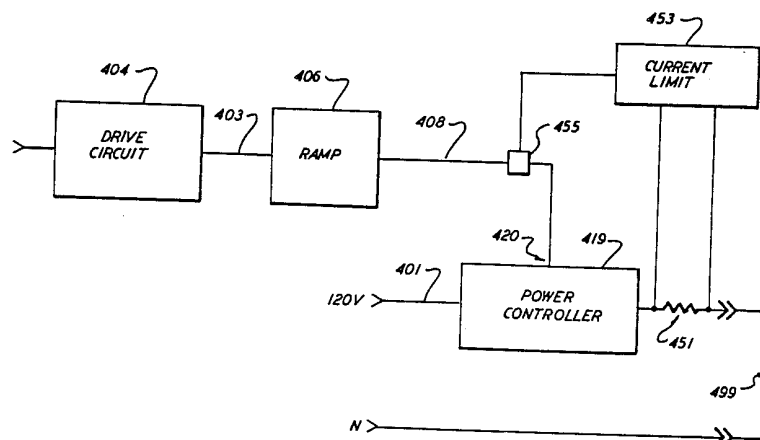 453
CURRENT
LIMIT
404
406
DRIVE
CIRCUIT
403
RAMP
408
455
420
419
401
120V
POWER
CONTROLLER
451
499
N